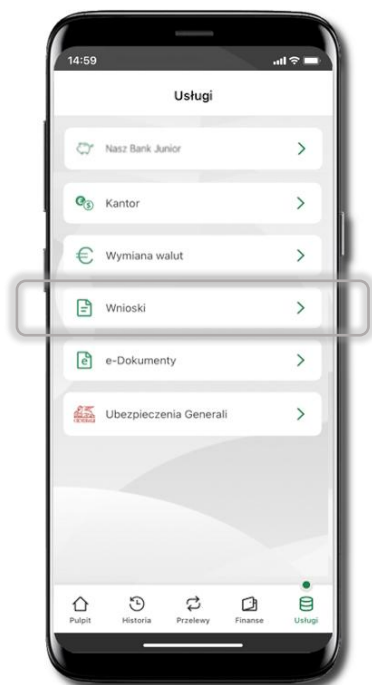 14:59
Usługi
Nasz Bank Junior
Kantor
Wymiana walut
Wnioski
e-Dokumenty
Ubezpieczenia Generali
Pulpit Historia Przelewy Finanse Usługi